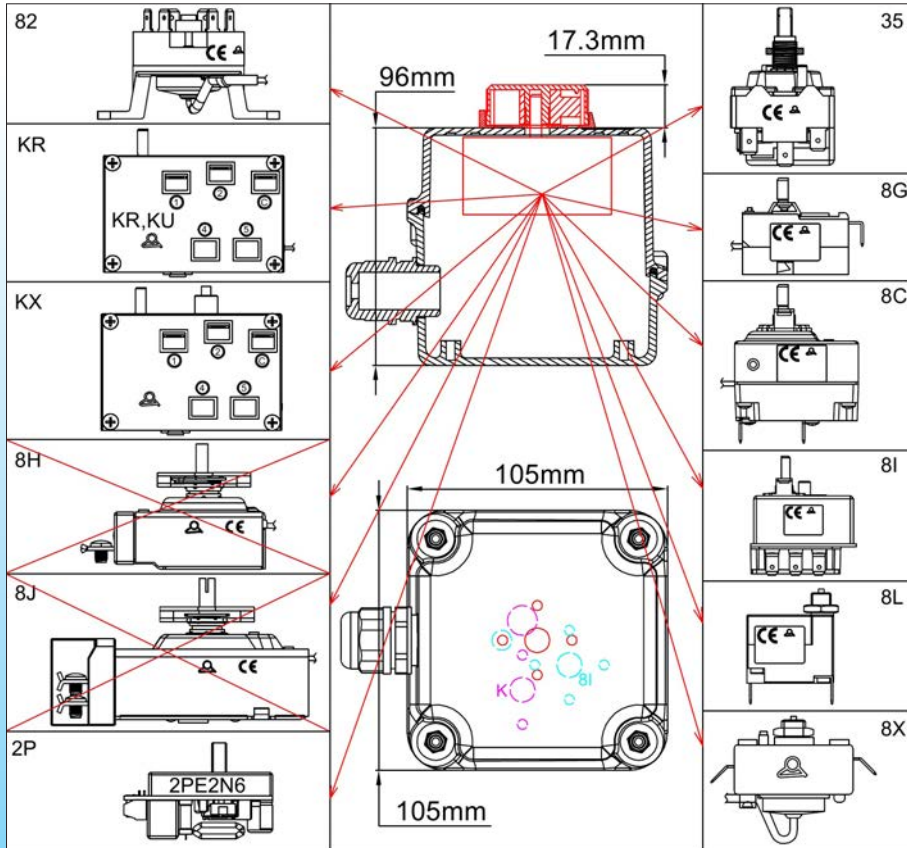 82
CE
KR
1
2
C
KR,KU
4
5
KX
1
2
C
4
5
8H
CE
8J
CE
2P
2PE2N6
17.3mm
96mm
105mm
8I
K
105mm
35
CE
8G
CE
8C
CE
8I
CE
8L
CE
8X